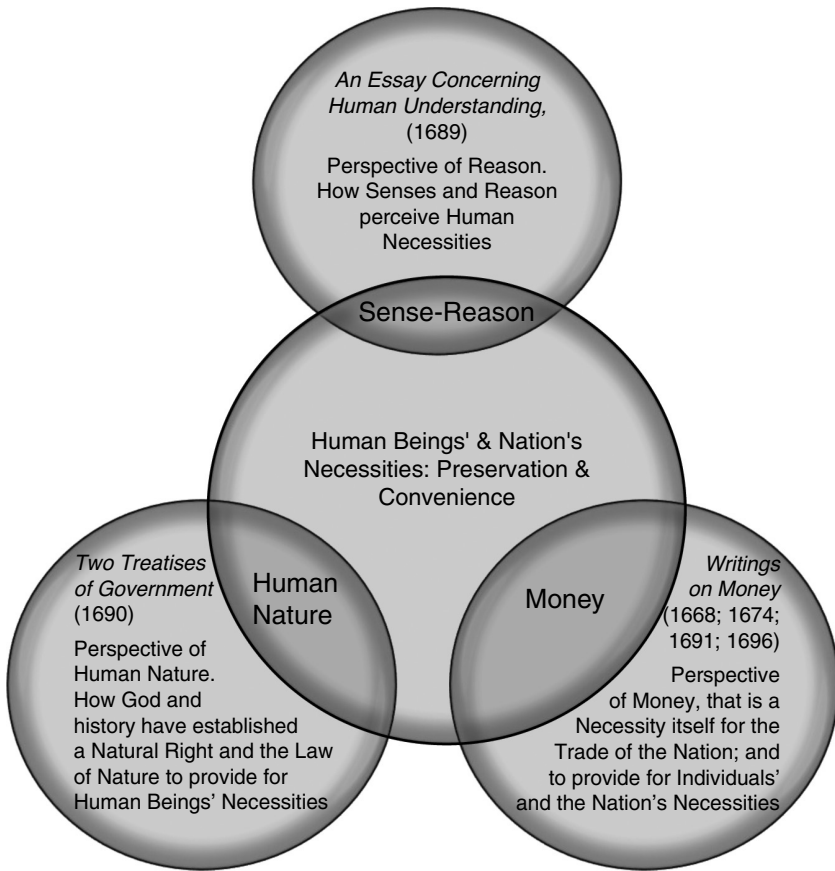 An Essay Concerning
Human Understanding,
(1689)
Perspective of Reason.
How Senses and Reason
perceive Human
Necessities
Sense-Reason
Human Beings' & Nation's
Necessities: Preservation &
Convenience
Two Treatises
of Government
(1690)
Perspective of
Human Nature.
How God and
history have established
a Natural Right and the Law
of Nature to provide for
Human Beings’ Necessities
Human
Nature
Money
Writings
on Money
(1668; 1674;
1691; 1696)
Perspective
of Money, that is a
Necessity itself for the
Trade of the Nation; and
to provide for Individuals’
and the Nation’s Necessities